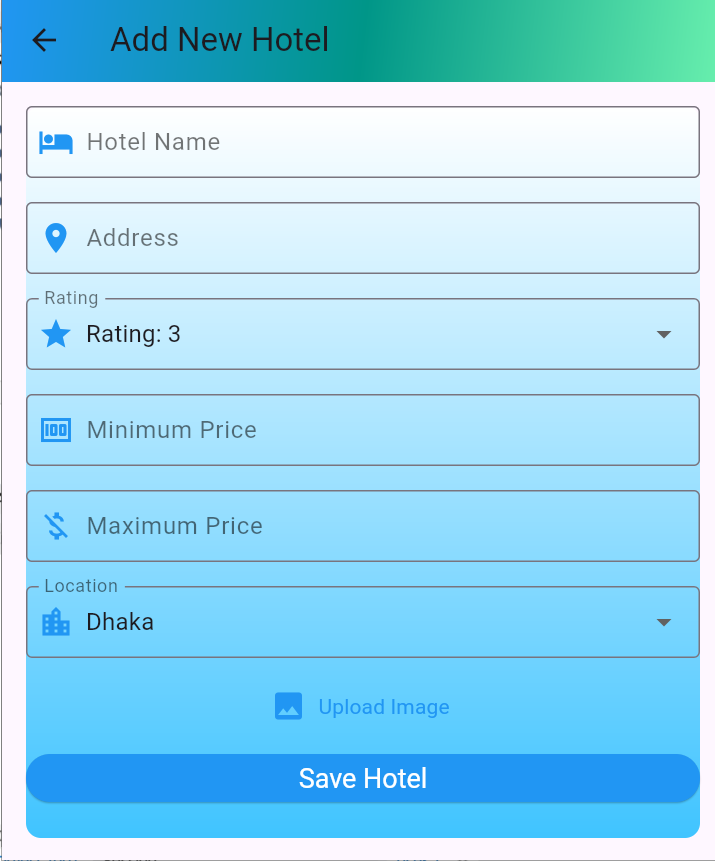 Add New Hotel
Hotel Name
Address
Rating
Rating: 3
Minimum Price
Maximum Price
Location
Dhaka
Upload Image
Save Hotel